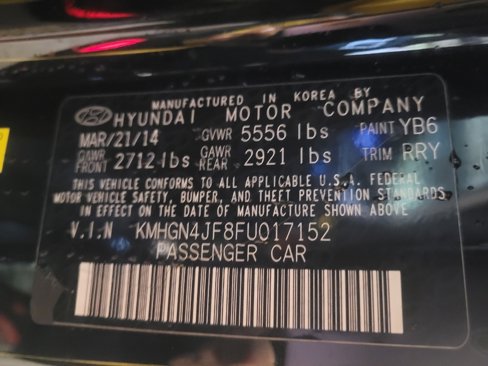 MANUFACTURED IN KOREA BY
HYUNDAI MOTOR COMPANY
MAR/21/14 GVWR 5556 lbs PAINT YB6
GAWR FRONT 2712 lbs GAWR REAR 2921 lbs TRIM RRY
THIS VEHICLE CONFORMS TO ALL APPLICABLE U.S.A. FEDERAL
MOTOR VEHICLE SAFETY, BUMPER, AND THEFT PREVENTION STANDARDS
IN EFFECT ON THE DATE OF MANUFACTURE SHOWN ABOVE
V.I.N KMHGN4JF8FU017152
PASSENGER CAR